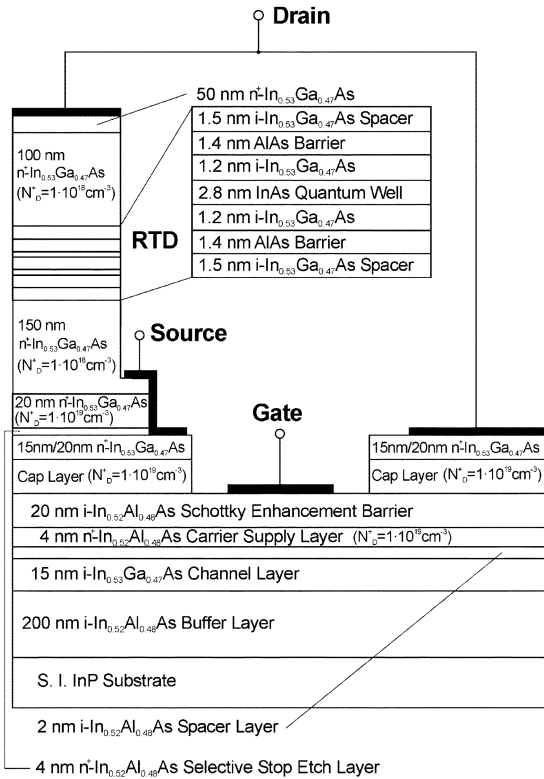 Drain
50 nm n⁺-In₀.₅₃Ga₀.₄₇As
1.5 nm i-In₀.₅₃Ga₀.₄₇As Spacer
1.4 nm AlAs Barrier
1.2 nm i-In₀.₅₃Ga₀.₄₇As
2.8 nm InAs Quantum Well
1.2 nm i-In₀.₅₃Ga₀.₄₇As
1.4 nm AlAs Barrier
1.5 nm i-In₀.₅₃Ga₀.₄₇As Spacer
100 nm
n⁺-In₀.₅₃Ga₀.₄₇As
(N⁺D=1·10¹⁸cm⁻³)
RTD
150 nm
n⁺-In₀.₅₃Ga₀.₄₇As
(N⁺D=1·10¹⁸cm⁻³)
Source
20 nm n⁺-In₀.₅₃Ga₀.₄₇As
(N⁺D=1·10¹⁹cm⁻³)
Gate
15nm/20nm n⁺-In₀.₅₃Ga₀.₄₇As
Cap Layer (N⁺D=1·10¹⁹cm⁻³)
15nm/20nm n⁺-In₀.₅₃Ga₀.₄₇As
Cap Layer (N⁺D=1·10¹⁹cm⁻³)
20 nm i-In₀.₅₂Al₀.₄₈As Schottky Enhancement Barrier
4 nm n⁺-In₀.₅₂Al₀.₄₈As Carrier Supply Layer (N⁺D=1·10¹⁹cm⁻³)
15 nm i-In₀.₅₃Ga₀.₄₇As Channel Layer
200 nm i-In₀.₅₂Al₀.₄₈As Buffer Layer
S. I. InP Substrate
2 nm i-In₀.₅₂Al₀.₄₈As Spacer Layer
4 nm n⁺-In₀.₅₂Al₀.₄₈As Selective Stop Etch Layer